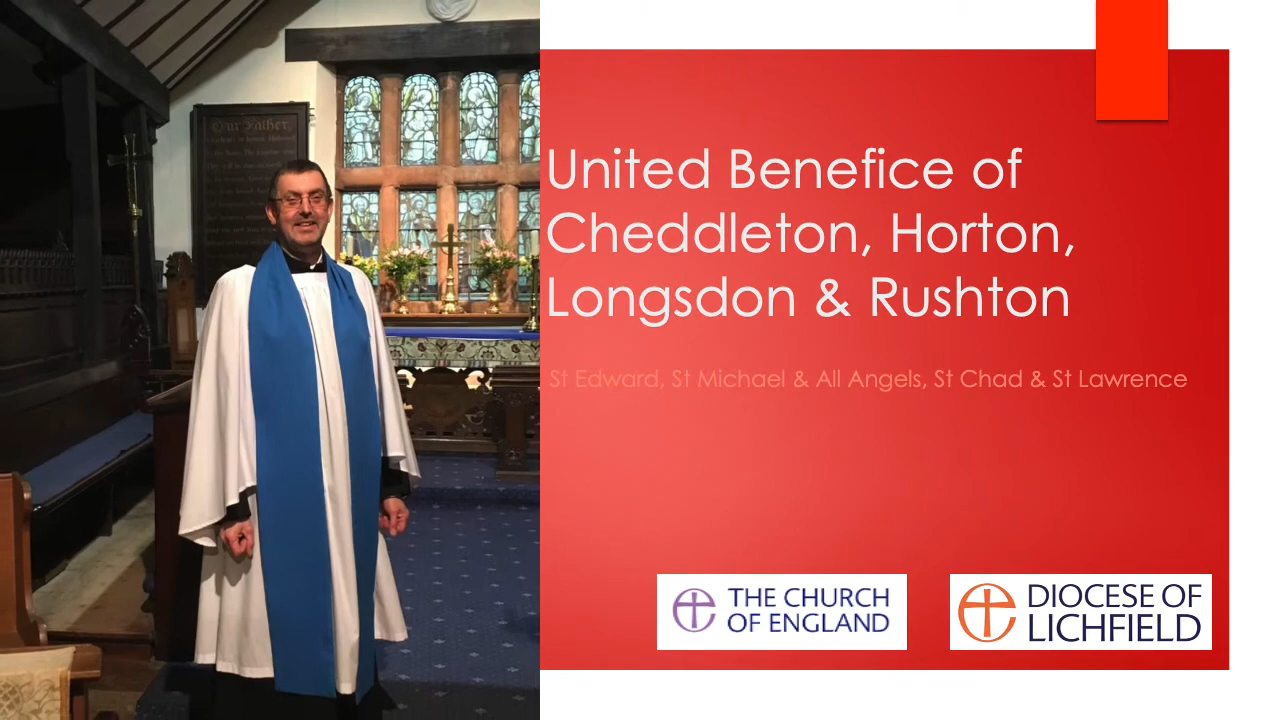 Our Father
United Benefice of
Cheddleton, Horton,
Longsdon & Rushton
St Edward, St Michael & All Angels, St Chad & St Lawrence
THE CHURCH
OF ENGLAND
DIOCESE OF
LICHFIELD